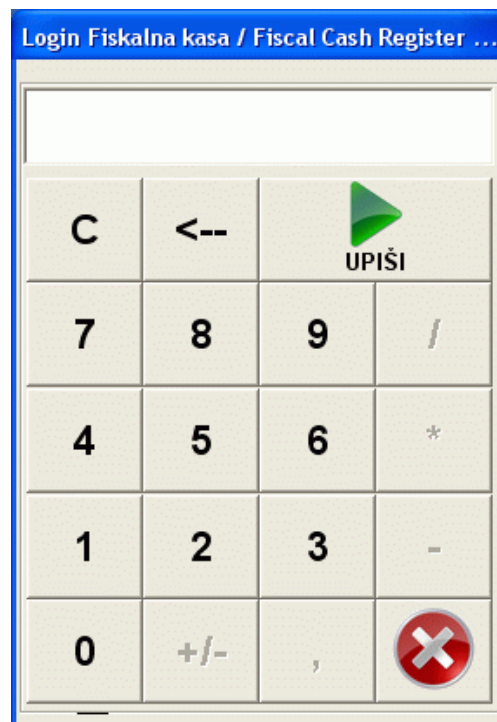 Login Fiskalna kasa / Fiscal Cash Register ...
C <-- UPIŠI
7 8 9 /
4 5 6 *
1 2 3 -
0 +/- ,